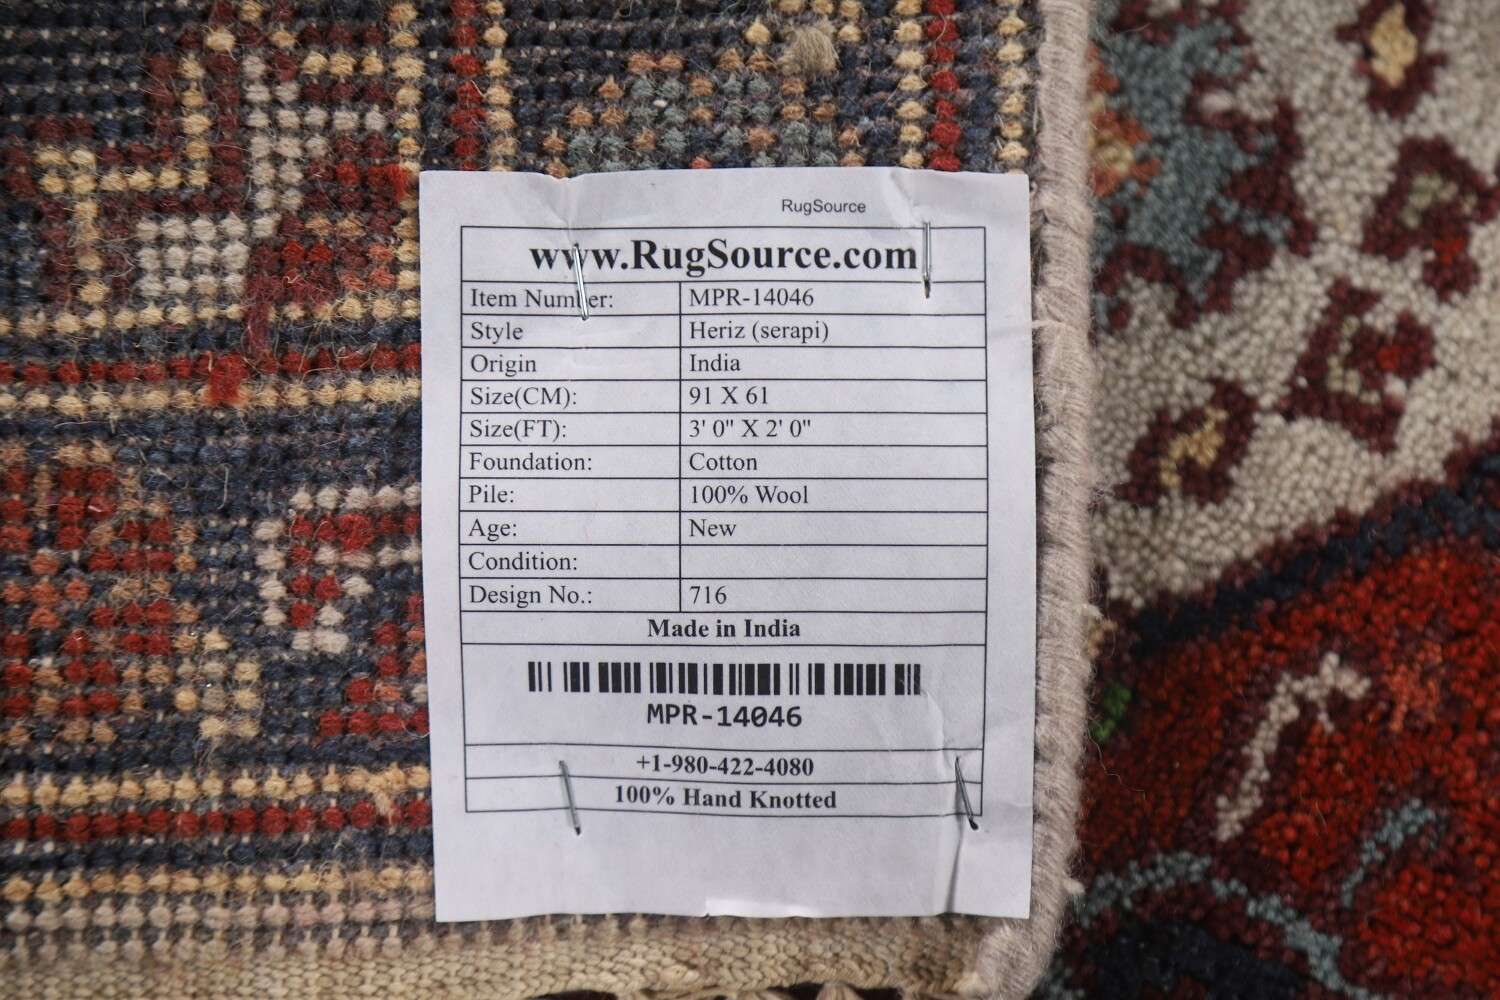 RugSource
www.RugSource.com
Item Number: MPR-14046
Style Heriz (serapi)
Origin India
Size(CM): 91 X 61
Size(FT): 3' 0" X 2' 0"
Foundation: Cotton
Pile: 100% Wool
Age: New
Condition:
Design No.: 716
Made in India
MPR-14046
+1-980-422-4080
100% Hand Knotted